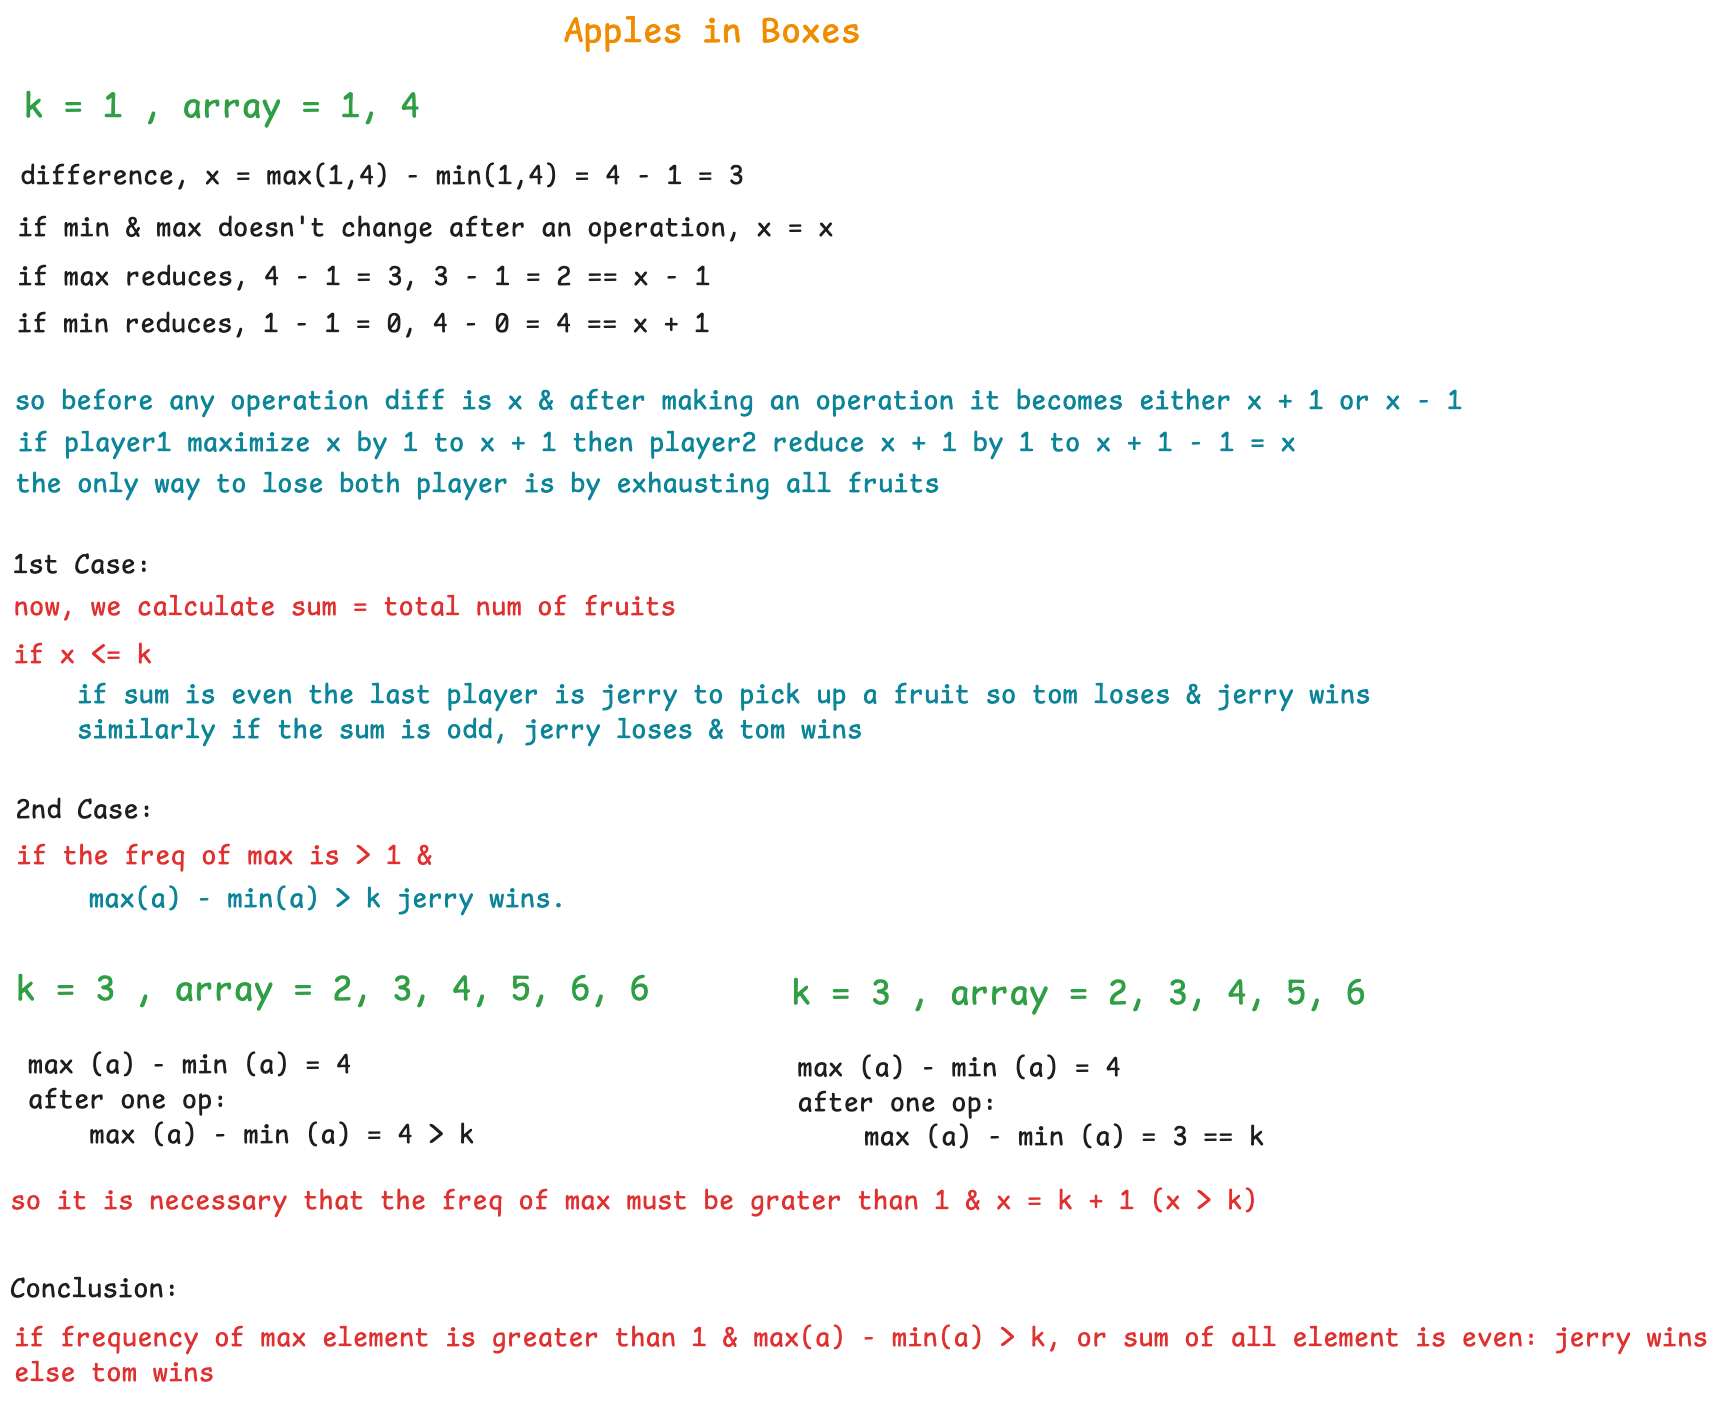 Apples in Boxes
k = 1 , array = 1, 4
difference, x = max(1,4) - min(1,4) = 4 - 1 = 3
if min & max doesn't change after an operation, x = x
if max reduces, 4 - 1 = 3, 3 - 1 = 2 == x - 1
if min reduces, 1 - 1 = 0, 4 - 0 = 4 == x + 1
so before any operation diff is x & after making an operation it becomes either x + 1 or x - 1
if player1 maximize x by 1 to x + 1 then player2 reduce x + 1 by 1 to x + 1 - 1 = x
the only way to lose both player is by exhausting all fruits
1st Case:
now, we calculate sum = total num of fruits
if x <= k
if sum is even the last player is jerry to pick up a fruit so tom loses & jerry wins
similarly if the sum is odd, jerry loses & tom wins
2nd Case:
if the freq of max is > 1 &
max(a) - min(a) > k jerry wins.
k = 3 , array = 2, 3, 4, 5, 6, 6
max (a) - min (a) = 4
after one op:
max (a) - min (a) = 4 > k
k = 3 , array = 2, 3, 4, 5, 6
max (a) - min (a) = 4
after one op:
max (a) - min (a) = 3 == k
so it is necessary that the freq of max must be grater than 1 & x = k + 1 (x > k)
Conclusion:
if frequency of max element is greater than 1 & max(a) - min(a) > k, or sum of all element is even: jerry wins
else tom wins